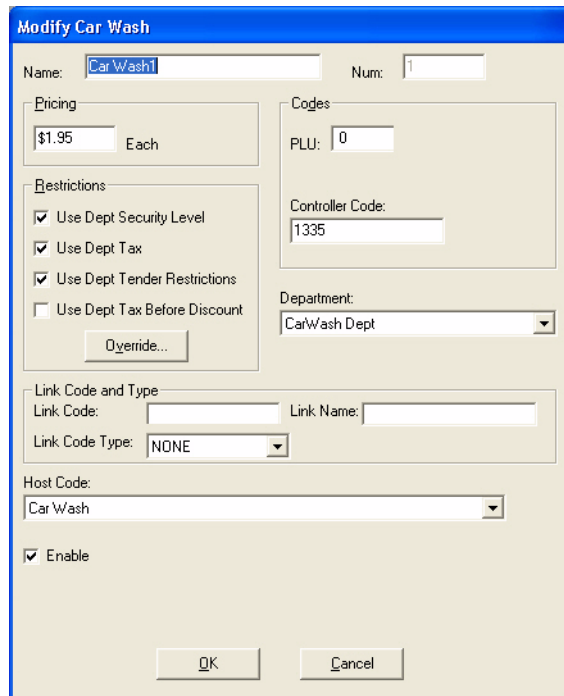 Modify Car Wash
Name: Car Wash1 Num: 1
Pricing
$1.95 Each
Codes
PLU: 0
Controller Code:
1335
Restrictions
Use Dept Security Level
Use Dept Tax
Use Dept Tender Restrictions
Use Dept Tax Before Discount
Override...
Department:
CarWash Dept
Link Code and Type
Link Code: Link Name:
Link Code Type: NONE
Host Code:
Car Wash
Enable
OK Cancel